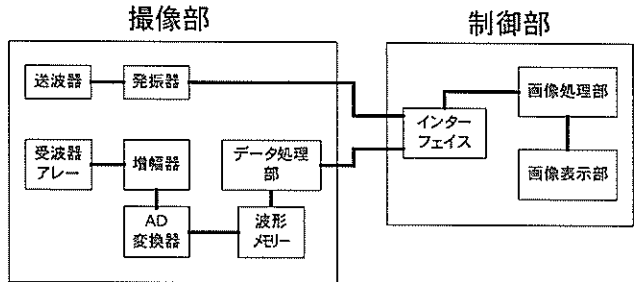 撮像部
制御部
送波器
発振器
インター
フェイス
画像処理部
画像表示部
受波器
アレー
増幅器
データ処理
部
AD
変換器
波形
メモリー